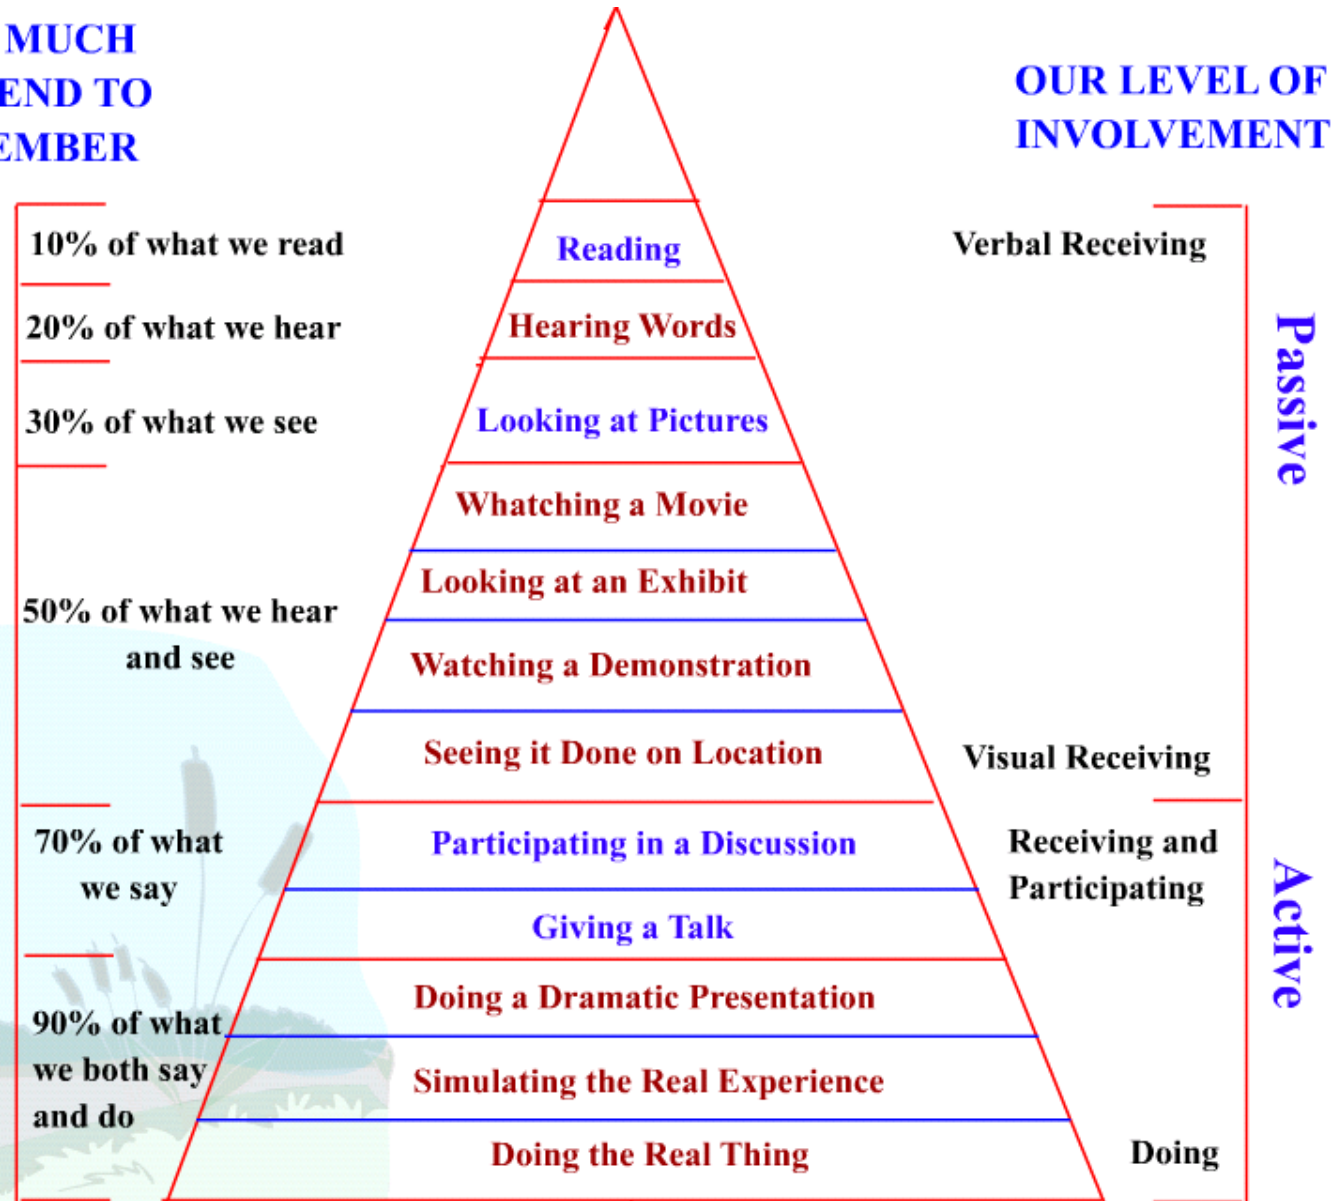 MUCH
END TO
EMBER
OUR LEVEL OF
INVOLVEMENT
10% of what we read
Reading
Verbal Receiving
20% of what we hear
Hearing Words
30% of what we see
Looking at Pictures
Whatching a Movie
Looking at an Exhibit
50% of what we hear
and see
Watching a Demonstration
Seeing it Done on Location
Visual Receiving
Passive
70% of what
we say
Participating in a Discussion
Receiving and
Participating
Giving a Talk
Active
Doing a Dramatic Presentation
90% of what
we both say
and do
Simulating the Real Experience
Doing the Real Thing
Doing